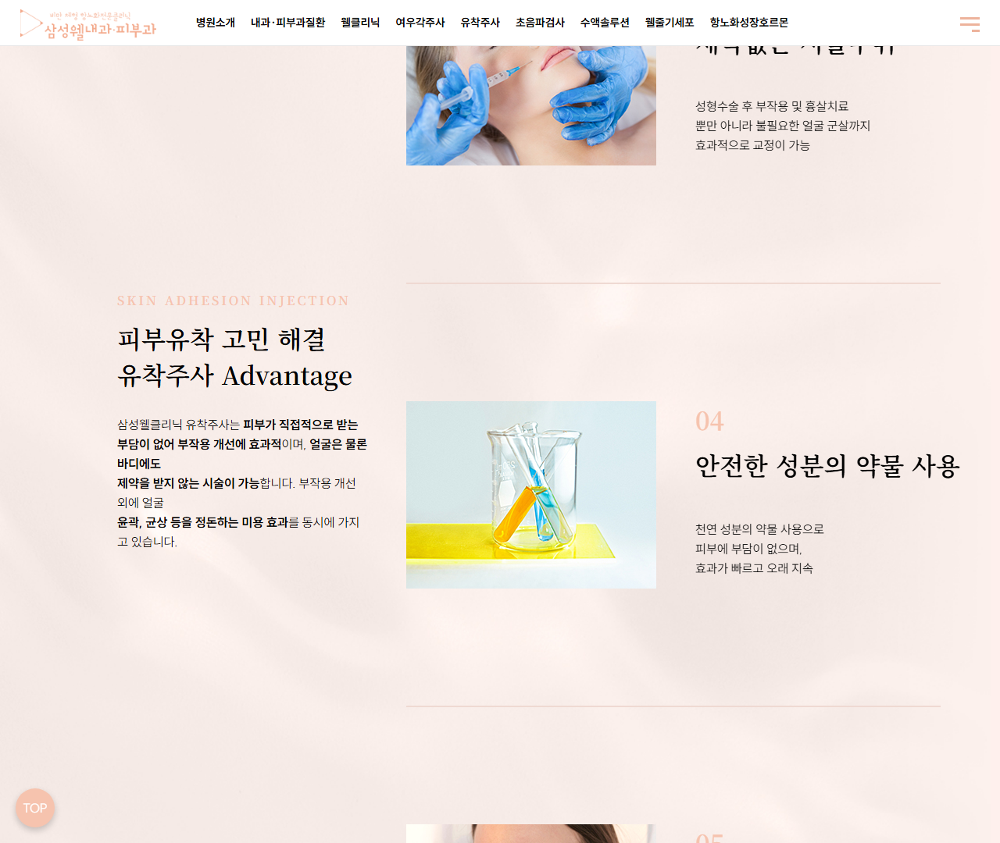 비만 체형 항노화전문클리닉
삼성웰내과·피부과
병원소개 내과·피부과질환 웰클리닉 여우각주사 유착주사 초음파검사 수액솔루션 웰줄기세포 항노화성장호르몬
성형수술 후 부작용 및 흉살치료
뿐만 아니라 불필요한 얼굴 군살까지
효과적으로 교정이 가능
SKIN ADHESION INJECTION
피부유착 고민 해결
유착주사 Advantage
삼성웰클리닉 유착주사는 피부가 직접적으로 받는
부담이 없어 부작용 개선에 효과적이며, 얼굴은 물론
바디에도
제약을 받지 않는 시술이 가능합니다. 부작용 개선
외에 얼굴
윤곽, 균상 등을 정돈하는 미용 효과를 동시에 가지
고 있습니다.
04
안전한 성분의 약물 사용
천연 성분의 약물 사용으로
피부에 부담이 없으며,
효과가 빠르고 오래 지속
TOP
05